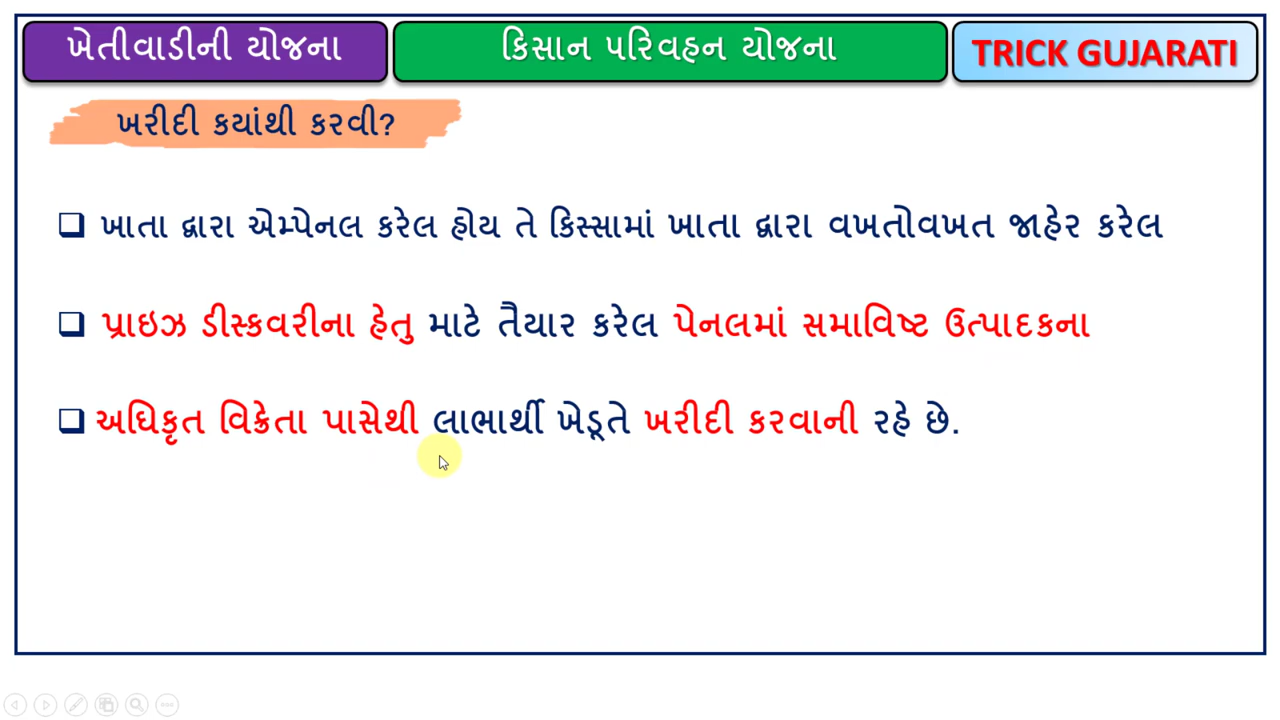 ખેતીવાડીની યોજના
કિસાન પરિવહન યોજના
TRICK GUJARATI
ખરીદી કયાંથી કરવી?
ખાતા દ્વારા એમ્પેનલ કરેલ હોય તે કિસ્સામાં ખાતા દ્વારા વખતોવખત જાહેર કરેલ
પ્રાઇઝ ડીસ્કવરીના હેતુ માટે તૈયાર કરેલ પેનલમાં સમાવિષ્ટ ઉત્પાદકના
અધિકૃત વિક્રેતા પાસેથી લાભાર્થી ખેડૂતે ખરીદી કરવાની રહે છે.